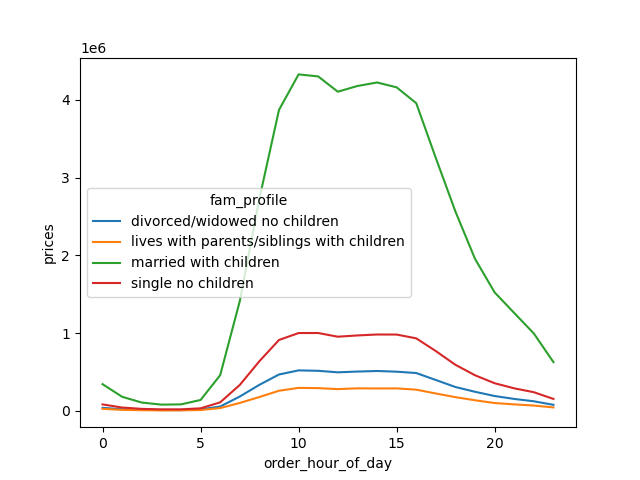 1e6
4
3
2
1
0
prices
fam_profile
divorced/widowed no children
lives with parents/siblings with children
married with children
single no children
0 5 10 15 20
order_hour_of_day